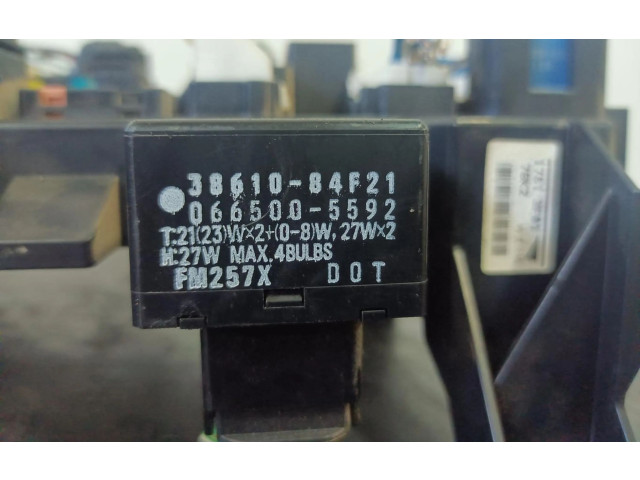 38610-84F21
066500-5592
T:21(23)W×2+(0-8)W, 27W×2
H:27W MAX.4BULBS
FM257X DOT